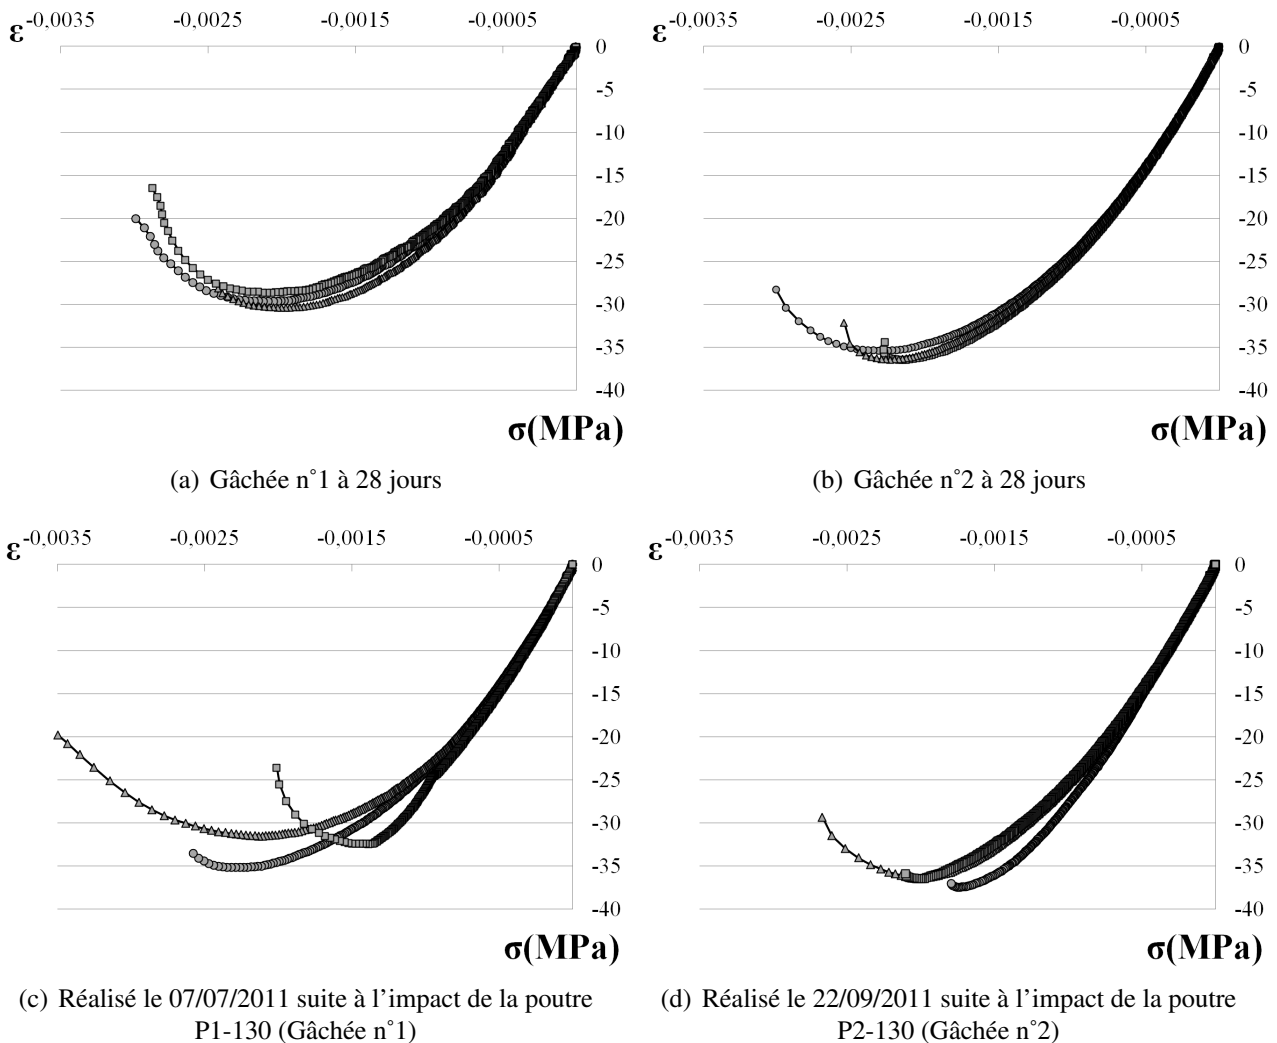 -0,0035 -0,0025 -0,0015 -0,0005
ε
0
-5
-10
-15
-20
-25
-30
-35
-40
σ(MPa)
(a) Gâchée n°1 à 28 jours
-0,0035 -0,0025 -0,0015 -0,0005
ε
0
-5
-10
-15
-20
-25
-30
-35
-40
σ(MPa)
(b) Gâchée n°2 à 28 jours
-0,0035 -0,0025 -0,0015 -0,0005
ε
0
-5
-10
-15
-20
-25
-30
-35
-40
σ(MPa)
(c) Réalisé le 07/07/2011 suite à l'impact de la poutre
P1-130 (Gâchée n°1)
-0,0035 -0,0025 -0,0015 -0,0005
ε
0
-5
-10
-15
-20
-25
-30
-35
-40
σ(MPa)
(d) Réalisé le 22/09/2011 suite à l'impact de la poutre
P2-130 (Gâchée n°2)